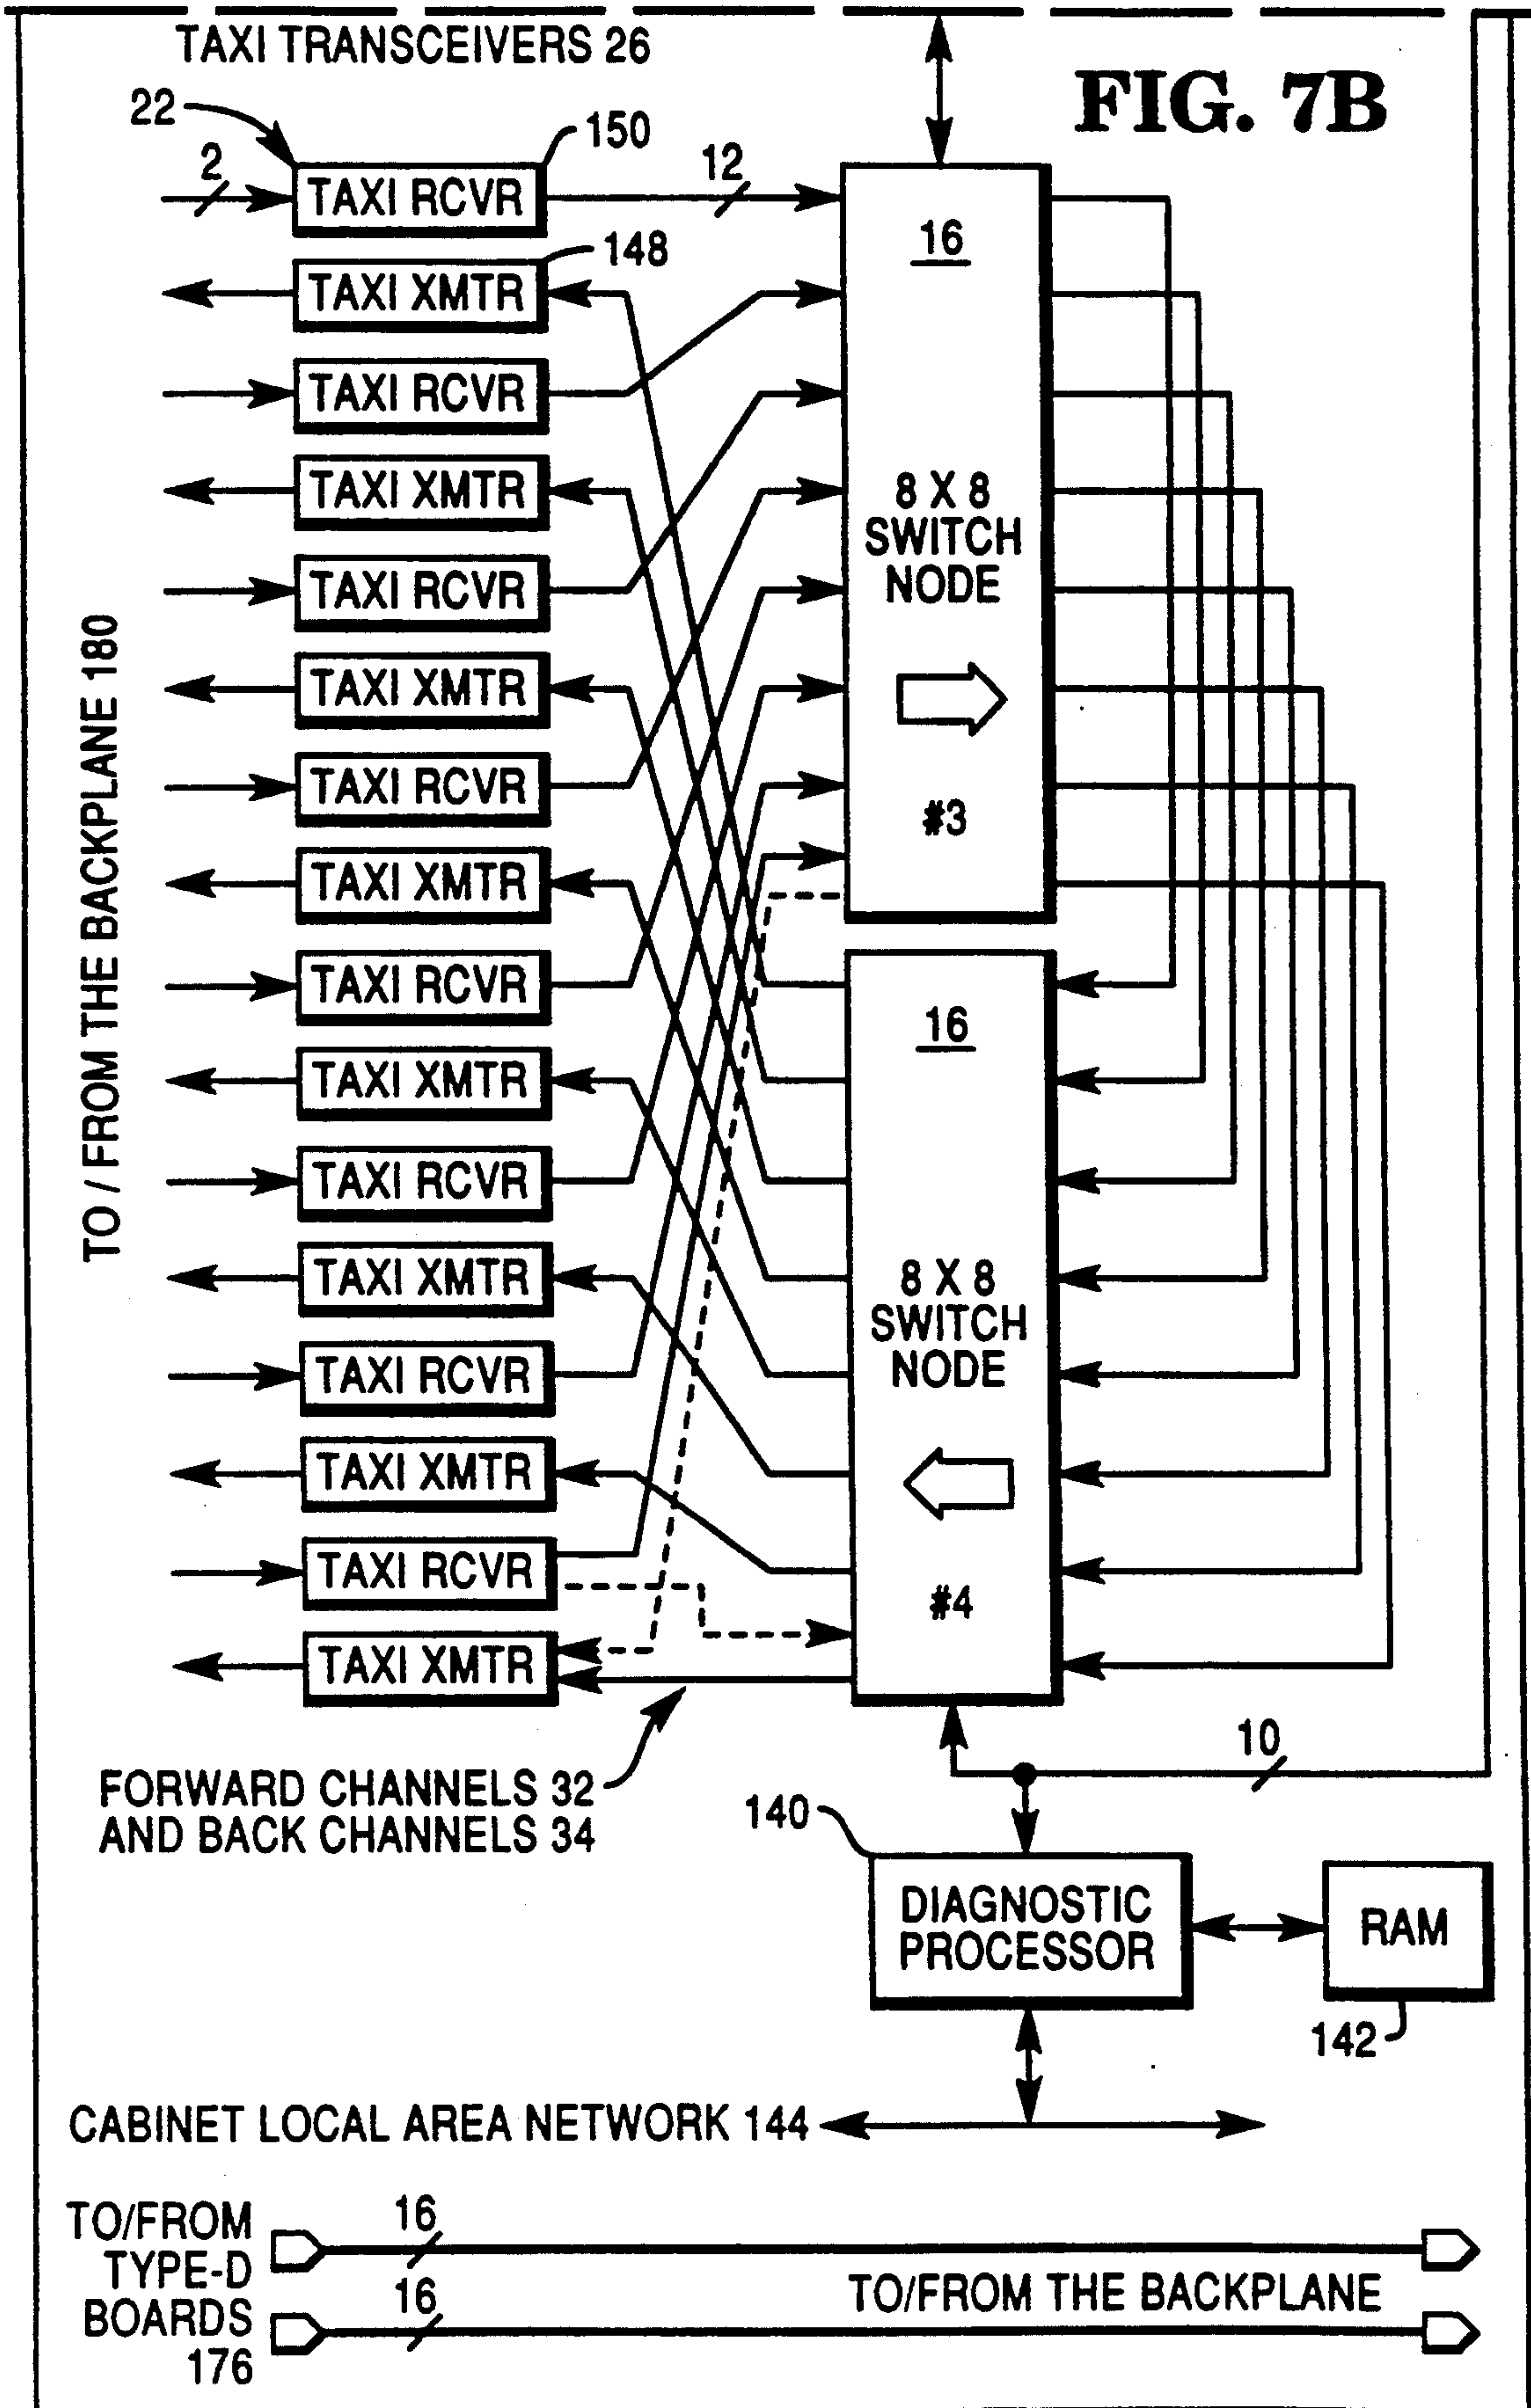 TAXI TRANSCEIVERS 26
FIG. 7B
22
150
2
12
TAXI RCVR
16
148
TAXI XMTR
TAXI RCVR
TAXI XMTR
8 X 8
SWITCH
NODE
TAXI RCVR
TO / FROM THE BACKPLANE 180
TAXI XMTR
TAXI RCVR
#3
TAXI XMTR
TAXI RCVR
16
TAXI XMTR
TAXI RCVR
TAXI XMTR
8 X 8
SWITCH
NODE
TAXI RCVR
TAXI XMTR
TAXI RCVR
#4
TAXI XMTR
10
FORWARD CHANNELS 32
AND BACK CHANNELS 34
140
DIAGNOSTIC
PROCESSOR
RAM
142
CABINET LOCAL AREA NETWORK 144
TO/FROM
TYPE-D
BOARDS
176
16
16
TO/FROM THE BACKPLANE